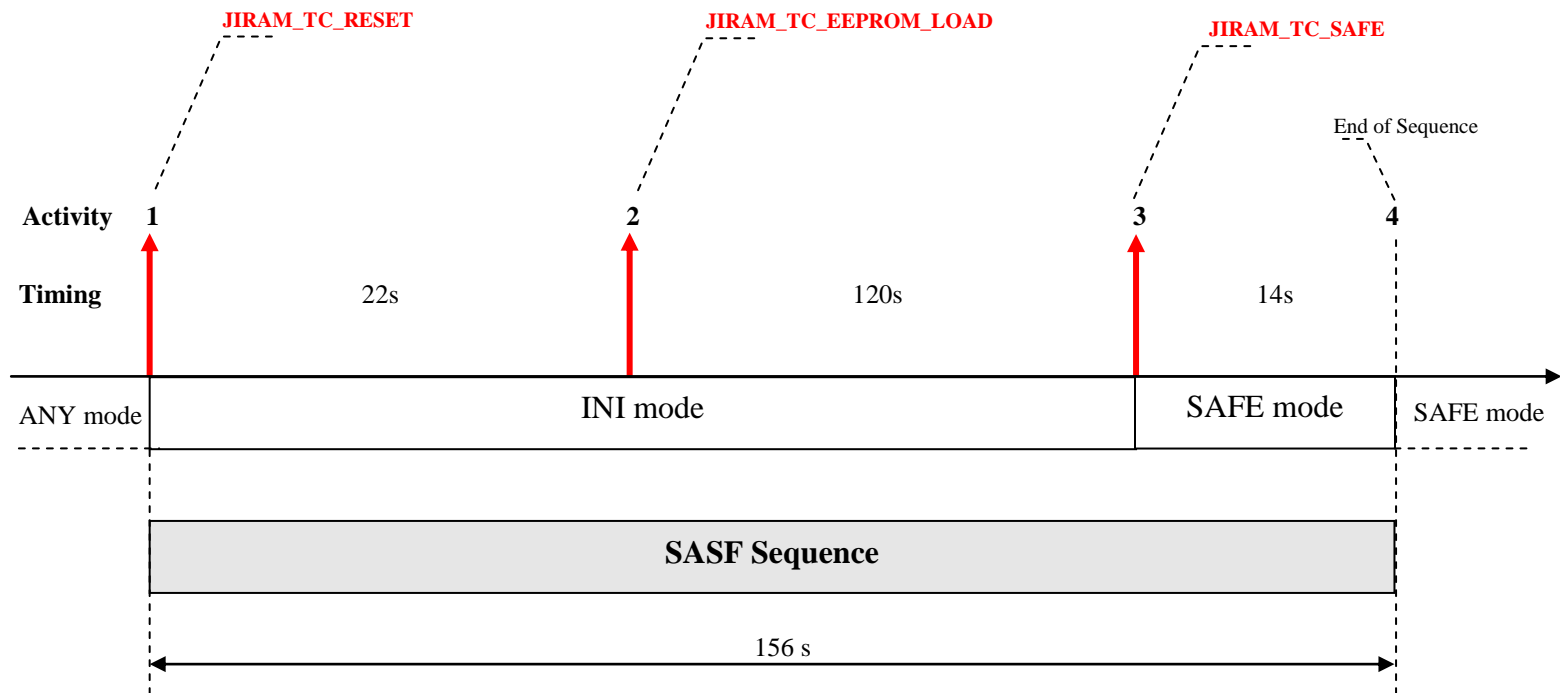 JIRAM_TC_RESET
JIRAM_TC_EEPROM_LOAD
JIRAM_TC_SAFE
End of Sequence
Activity 1 2 3 4
Timing 22s 120s 14s
ANY mode INI mode SAFE mode SAFE mode
SASF Sequence
156 s